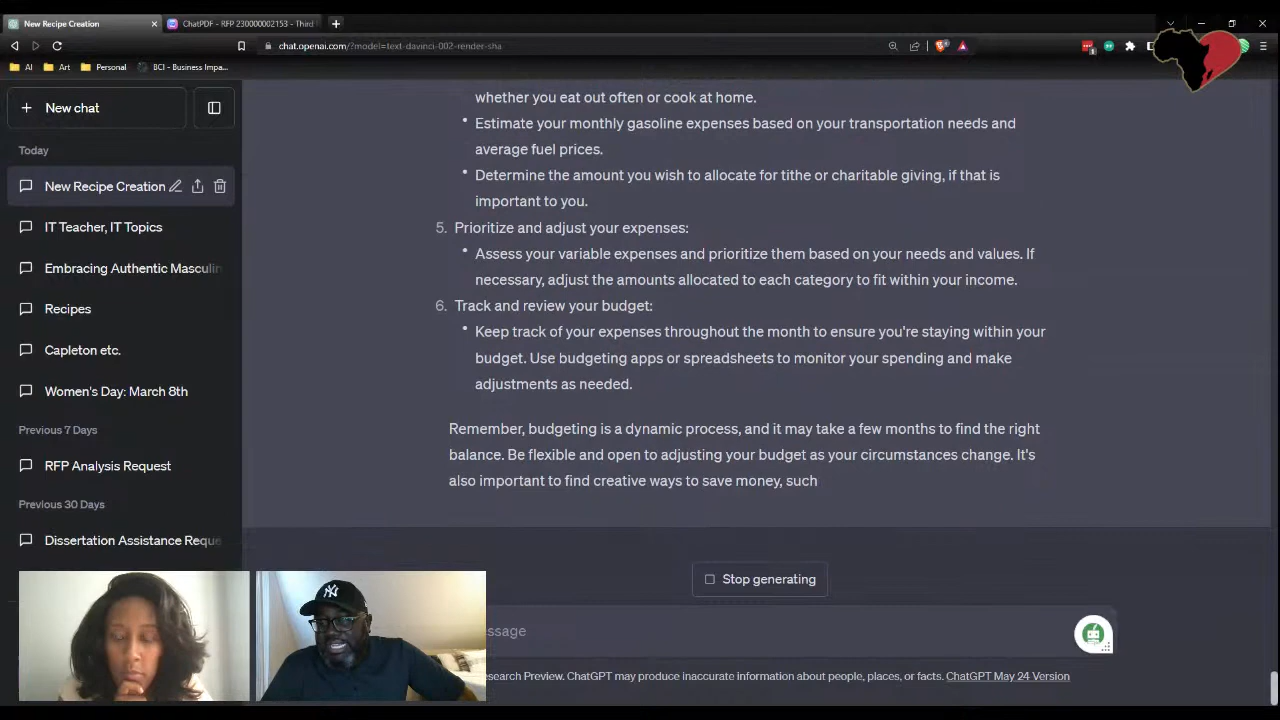 New Recipe Creation
ChatPDF - RFP 230000002153 - Third
chat.openai.com/?model=text-davinci-002-render-sha
AI
Art
Personal
BCI - Business Impa...
New chat
Today
New Recipe Creation
IT Teacher, IT Topics
Embracing Authentic Masculin
Recipes
Capleton etc.
Women's Day: March 8th
Previous 7 Days
RFP Analysis Request
Previous 30 Days
Dissertation Assistance Reque
whether you eat out often or cook at home.
Estimate your monthly gasoline expenses based on your transportation needs and
average fuel prices.
Determine the amount you wish to allocate for tithe or charitable giving, if that is
important to you.
5. Prioritize and adjust your expenses:
Assess your variable expenses and prioritize them based on your needs and values. If
necessary, adjust the amounts allocated to each category to fit within your income.
6. Track and review your budget:
Keep track of your expenses throughout the month to ensure you're staying within your
budget. Use budgeting apps or spreadsheets to monitor your spending and make
adjustments as needed.
Remember, budgeting is a dynamic process, and it may take a few months to find the right
balance. Be flexible and open to adjusting your budget as your circumstances change. It's
also important to find creative ways to save money, such
Stop generating
ssage
search Preview. ChatGPT may produce inaccurate information about people, places, or facts. ChatGPT May 24 Version